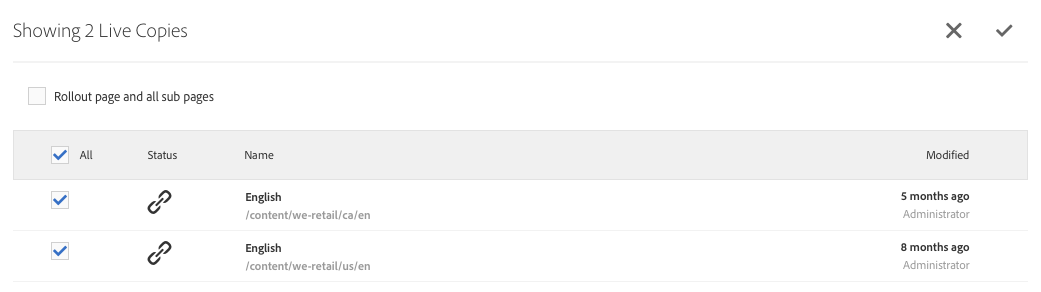 Showing 2 Live Copies
Rollout page and all sub pages
All Status Name Modified
English 5 months ago
/content/we-retail/ca/en Administrator
English 8 months ago
/content/we-retail/us/en Administrator